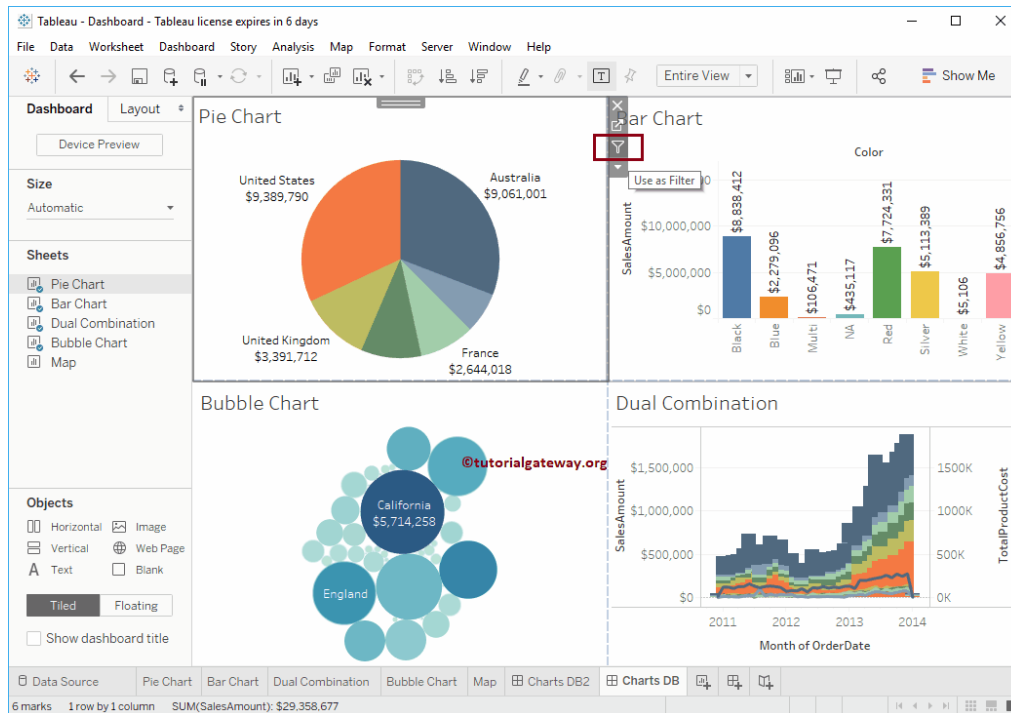 Tableau - Dashboard - Tableau license expires in 6 days
File Data Worksheet Dashboard Story Analysis Map Format Server Window Help
Entire View
Show Me
Dashboard Layout
Device Preview
Size
Automatic
Sheets
Pie Chart
Bar Chart
Dual Combination
Bubble Chart
Map
Objects
Horizontal Image
Vertical Web Page
A Text Blank
Tiled Floating
Show dashboard title
Pie Chart
United States
$9,389,790
Australia
$9,061,001
United Kingdom
$3,391,712
France
$2,644,018
Bar Chart
Use as Filter
Color
SalesAmount
$10,000,000
$5,000,000
$0
$8,838,412
$2,279,096
$106,471
$435,117
$7,724,331
$5,113,389
$5,106
$4,856,756
Black
Blue
Multi
NA
Red
Silver
White
Yellow
Bubble Chart
©tutorialgateway.org
California
$5,714,258
England
Dual Combination
SalesAmount
$1,500,000
$1,000,000
$500,000
$0
1500K
1000K
500K
0K
TotalProductCost
2011 2012 2013 2014
Month of OrderDate
Data Source Pie Chart Bar Chart Dual Combination Bubble Chart Map Charts DB2 Charts DB
6 marks 1 row by 1 column SUM(SalesAmount): $29,358,677